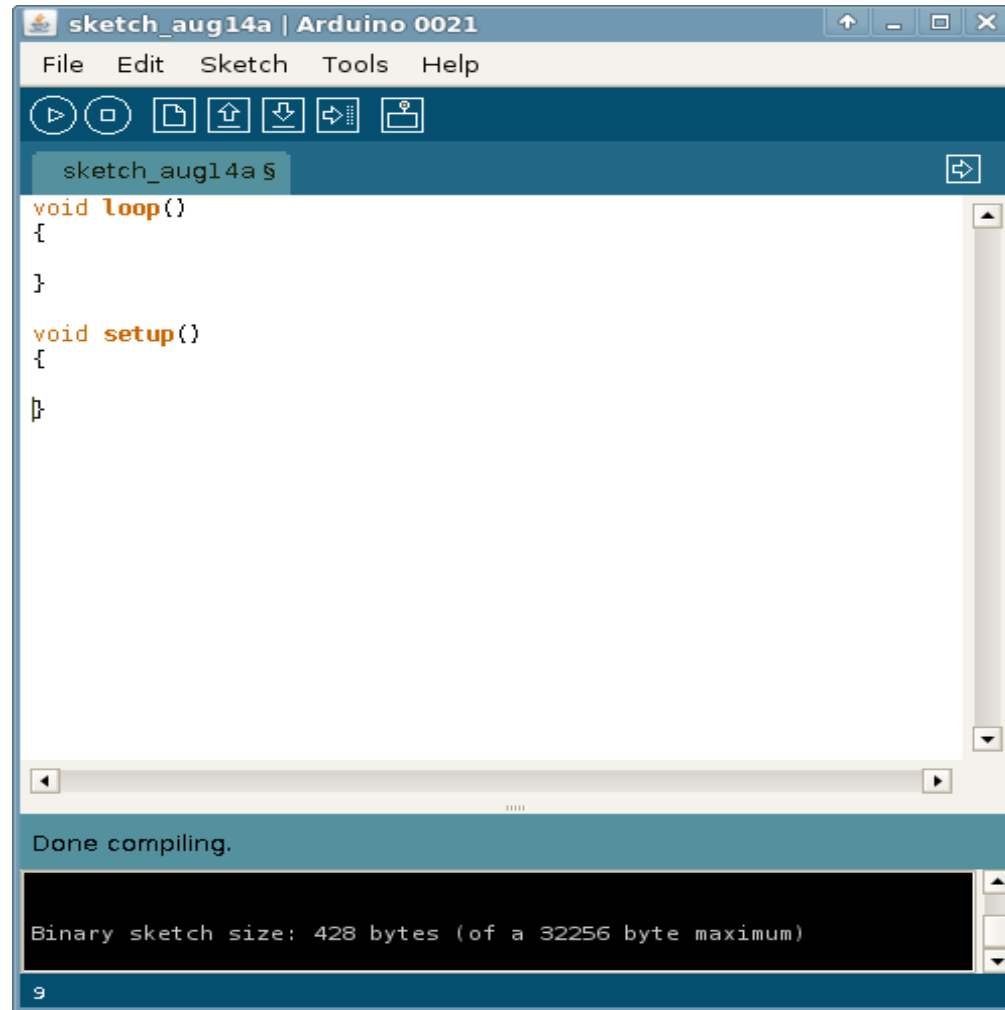 sketch_aug14a | Arduino 0021
File Edit Sketch Tools Help
sketch_aug14a §
void loop()
{
}
void setup()
{
}
Done compiling.
Binary sketch size: 428 bytes (of a 32256 byte maximum)
9